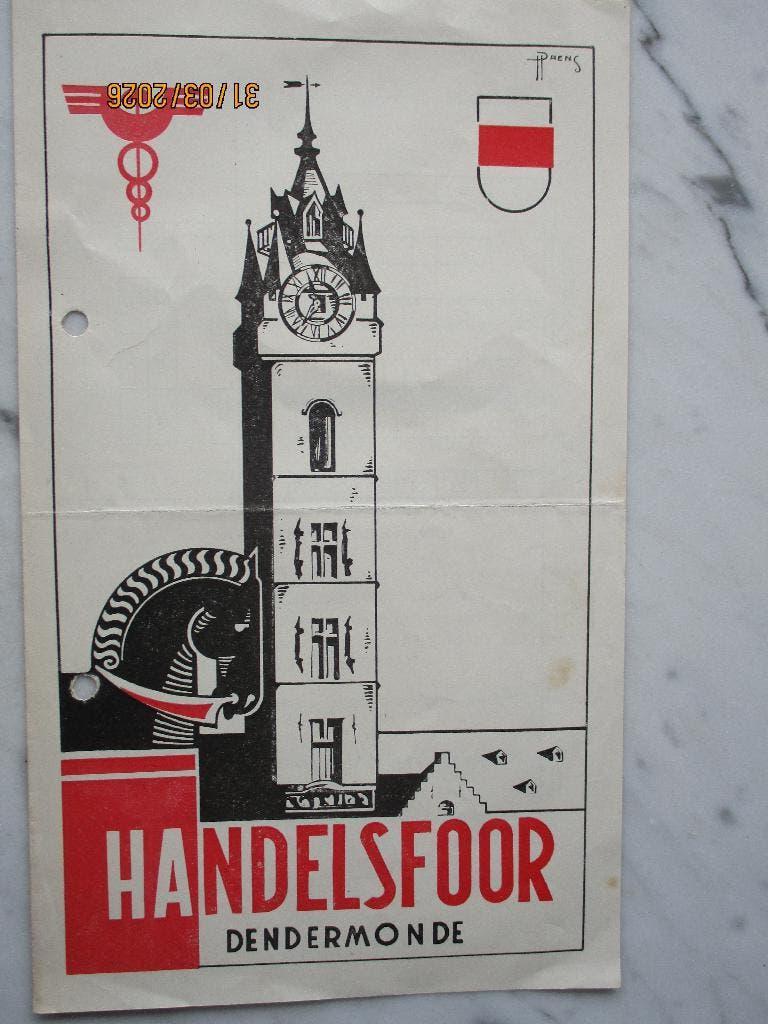 PAENS
31/03/2026
HANDELSFOOR
DENDERMONDE